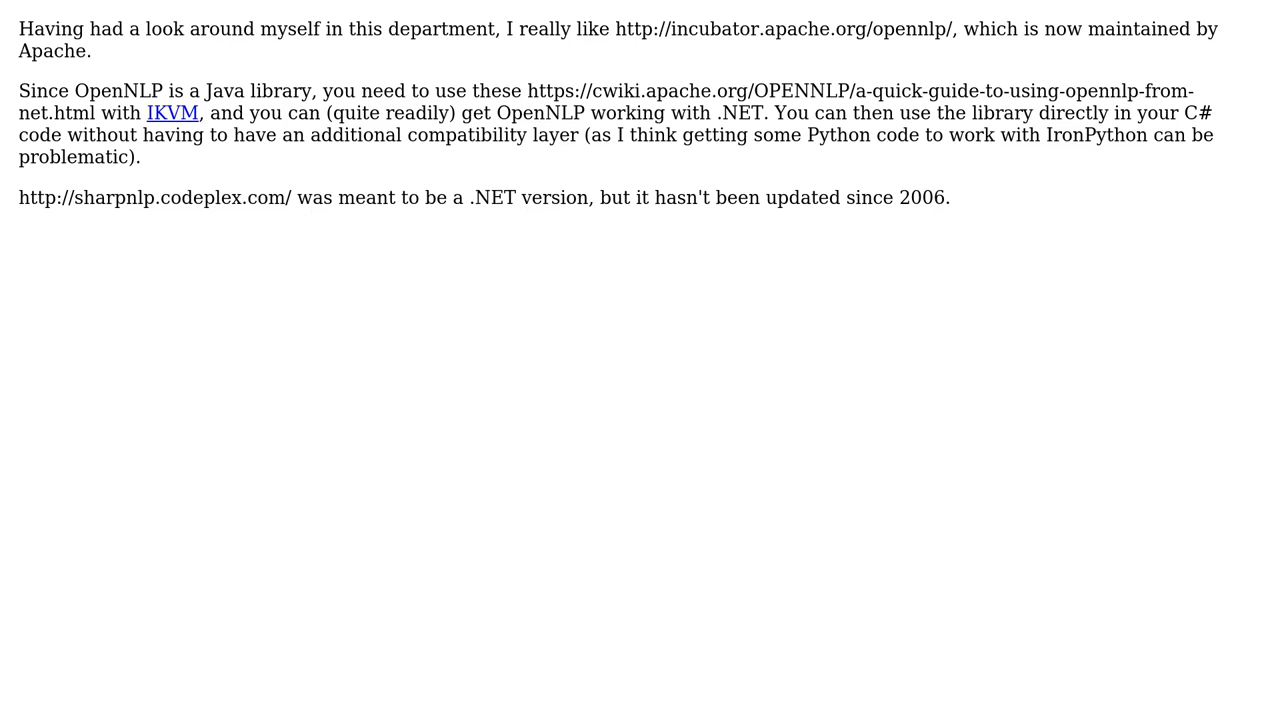 Having had a look around myself in this department, I really like http://incubator.apache.org/opennlp/, which is now maintained by
Apache.
Since OpenNLP is a Java library, you need to use these https://cwiki.apache.org/OPENNLP/a-quick-guide-to-using-opennlp-from-
net.html with IKVM, and you can (quite readily) get OpenNLP working with .NET. You can then use the library directly in your C#
code without having to have an additional compatibility layer (as I think getting some Python code to work with IronPython can be
problematic).
http://sharpnlp.codeplex.com/ was meant to be a .NET version, but it hasn't been updated since 2006.